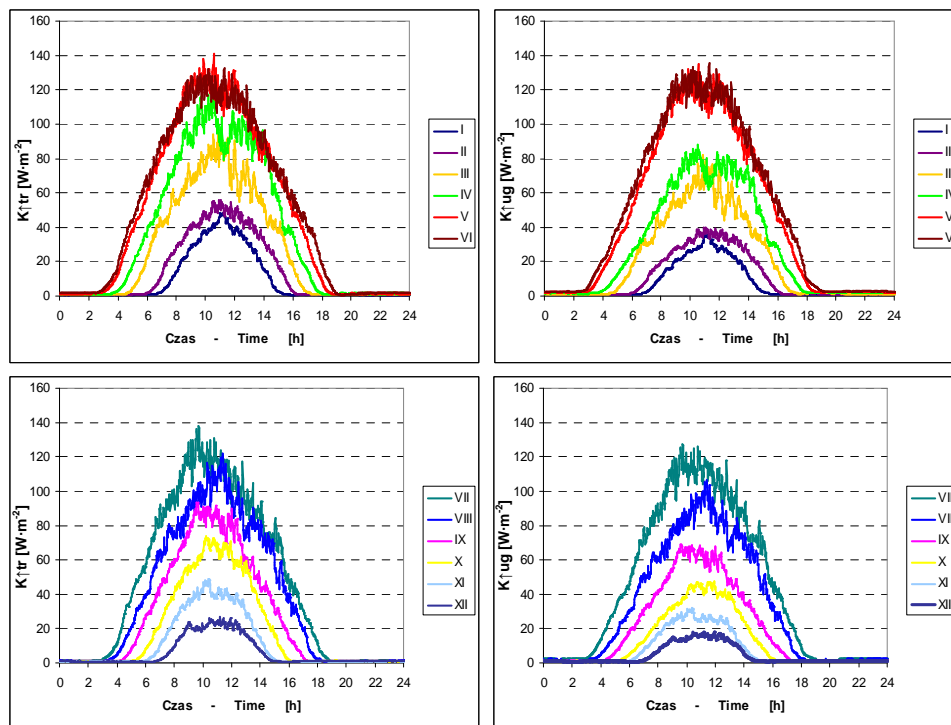 160
140
120
100
80
60
40
20
0
K↑tr [W·m-2]
0 2 4 6 8 10 12 14 16 18 20 22 24
Czas - Time [h]
I
II
III
IV
V
VI
160
140
120
100
80
60
40
20
0
K↑ug [W·m-2]
0 2 4 6 8 10 12 14 16 18 20 22 24
Czas - Time [h]
I
II
II
IV
V
V
160
140
120
100
80
60
40
20
0
K↑tr [W·m-2]
0 2 4 6 8 10 12 14 16 18 20 22 24
Czas - Time [h]
VII
VIII
IX
X
XI
XII
160
140
120
100
80
60
40
20
0
K↑ug [W·m-2]
0 2 4 6 8 10 12 14 16 18 20 22 24
Czas - Time [h]
VII
VII
IX
X
XI
XII